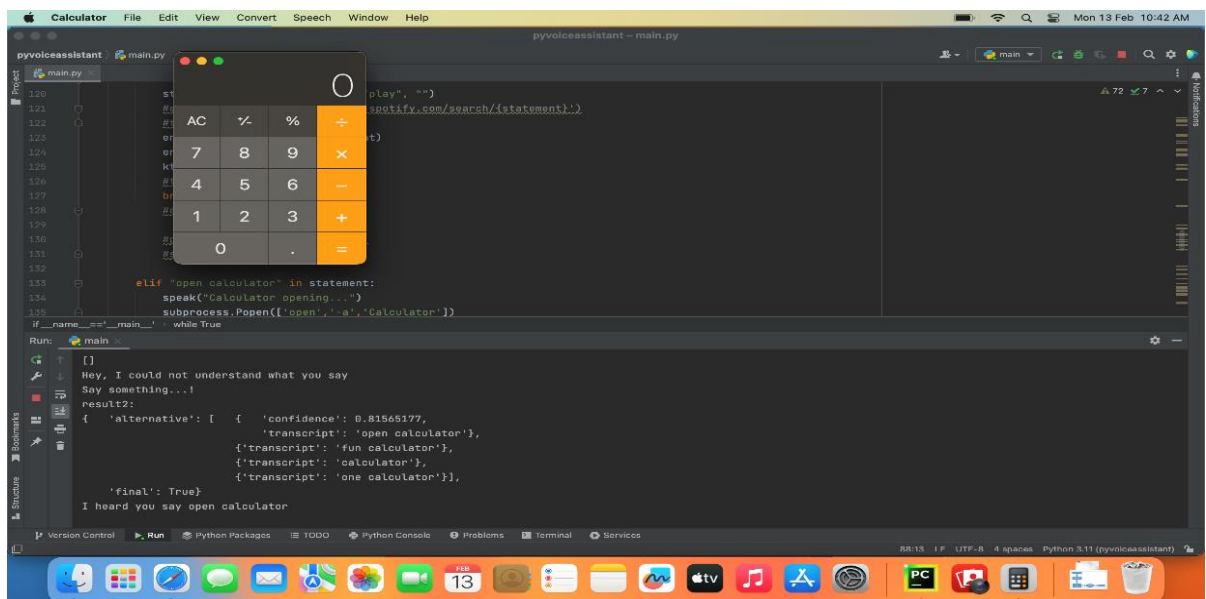 Calculator File Edit View Convert Speech Window Help Mon 13 Feb 10:42 AM
pyvoiceassistant – main.py
pyvoiceassistant main.py main
Project
main.py
Notifications
72 7
0
AC +⁄- % ÷
7 8 9 ×
4 5 6 −
1 2 3 +
0 . =
120 st play", "")
121 spotify.com/search/{statement}')
122
123 en t)
124 en
125 kt
126
127 br
128
129
130
131
132
133 elif "open calculator" in statement:
134 speak("Calculator opening...")
135 subprocess.Popen(['open','-a','Calculator'])
if __name__=='__main__' › while True
Run: main
[]
Hey, I could not understand what you say
Say something...!
result2:
{ 'alternative': [ { 'confidence': 0.81565177,
'transcript': 'open calculator'},
{'transcript': 'fun calculator'},
{'transcript': 'calculator'},
{'transcript': 'one calculator'}],
'final': True}
I heard you say open calculator
Bookmarks
Structure
Version Control Run Python Packages TODO Python Console Problems Terminal Services
88:13 LF UTF-8 4 spaces Python 3.11 (pyvoiceassistant)
FEB
13
tv
PC